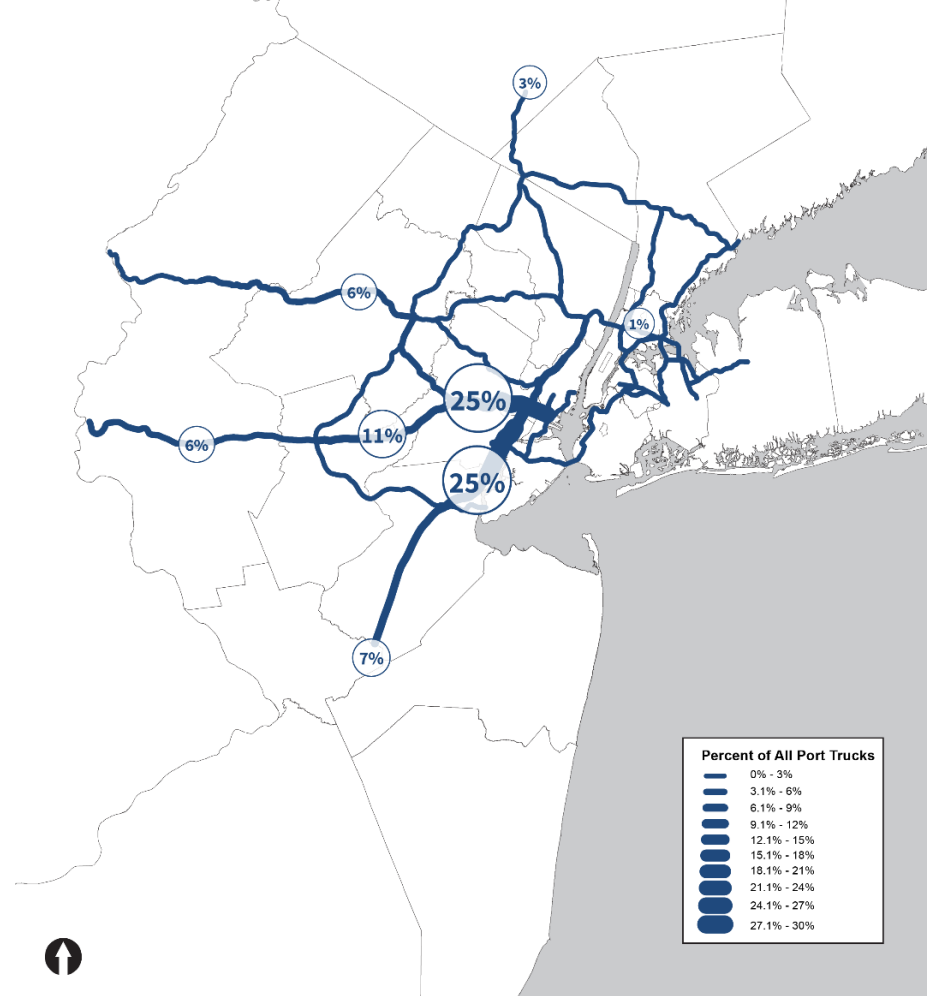 3%
6%
1%
25%
11%
6%
25%
7%
Percent of All Port Trucks
0% - 3%
3.1% - 6%
6.1% - 9%
9.1% - 12%
12.1% - 15%
15.1% - 18%
18.1% - 21%
21.1% - 24%
24.1% - 27%
27.1% - 30%